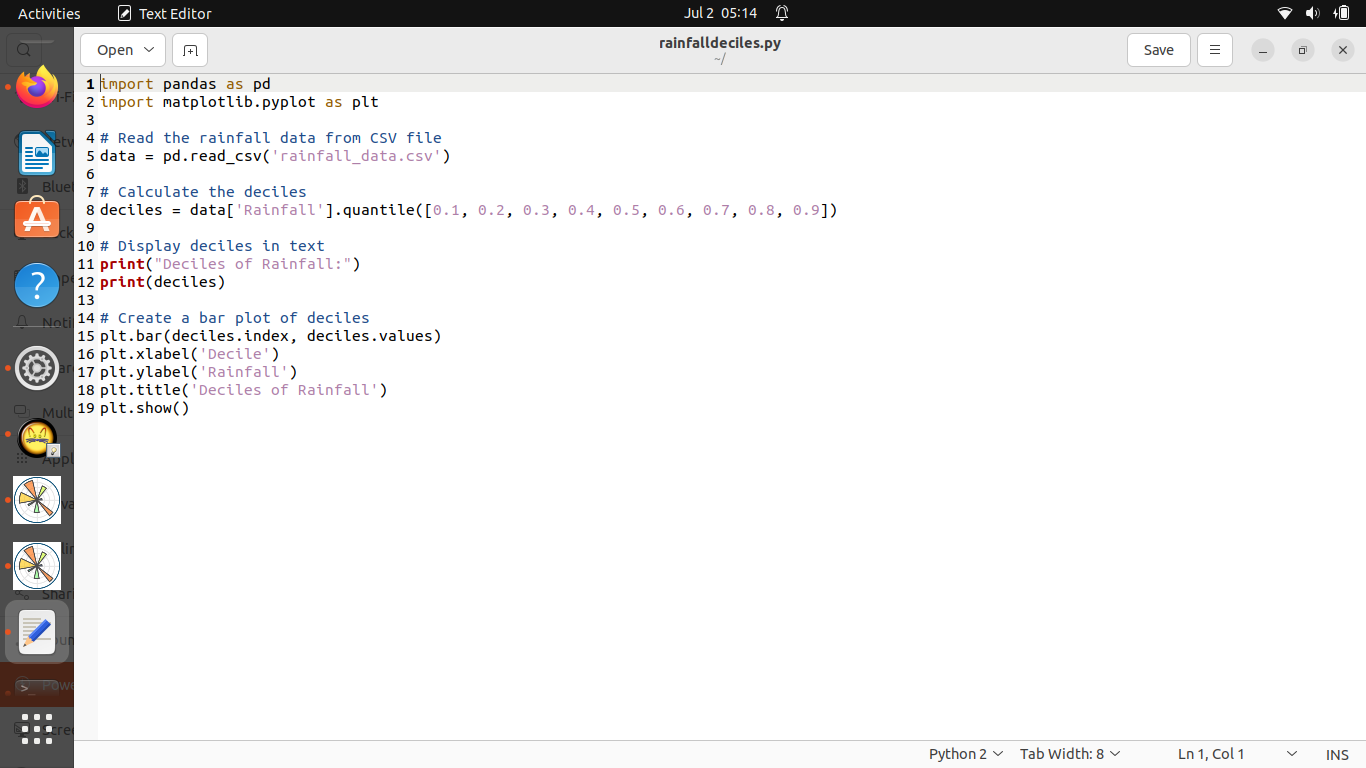 Activities
Text Editor
Jul 2 05:14
Open
rainfalldeciles.py
~/
Save
1 import pandas as pd
2 import matplotlib.pyplot as plt
3
4 # Read the rainfall data from CSV file
5 data = pd.read_csv('rainfall_data.csv')
6
7 # Calculate the deciles
8 deciles = data['Rainfall'].quantile([0.1, 0.2, 0.3, 0.4, 0.5, 0.6, 0.7, 0.8, 0.9])
9
10 # Display deciles in text
11 print("Deciles of Rainfall:")
12 print(deciles)
13
14 # Create a bar plot of deciles
15 plt.bar(deciles.index, deciles.values)
16 plt.xlabel('Decile')
17 plt.ylabel('Rainfall')
18 plt.title('Deciles of Rainfall')
19 plt.show()
Python 2
Tab Width: 8
Ln 1, Col 1
INS